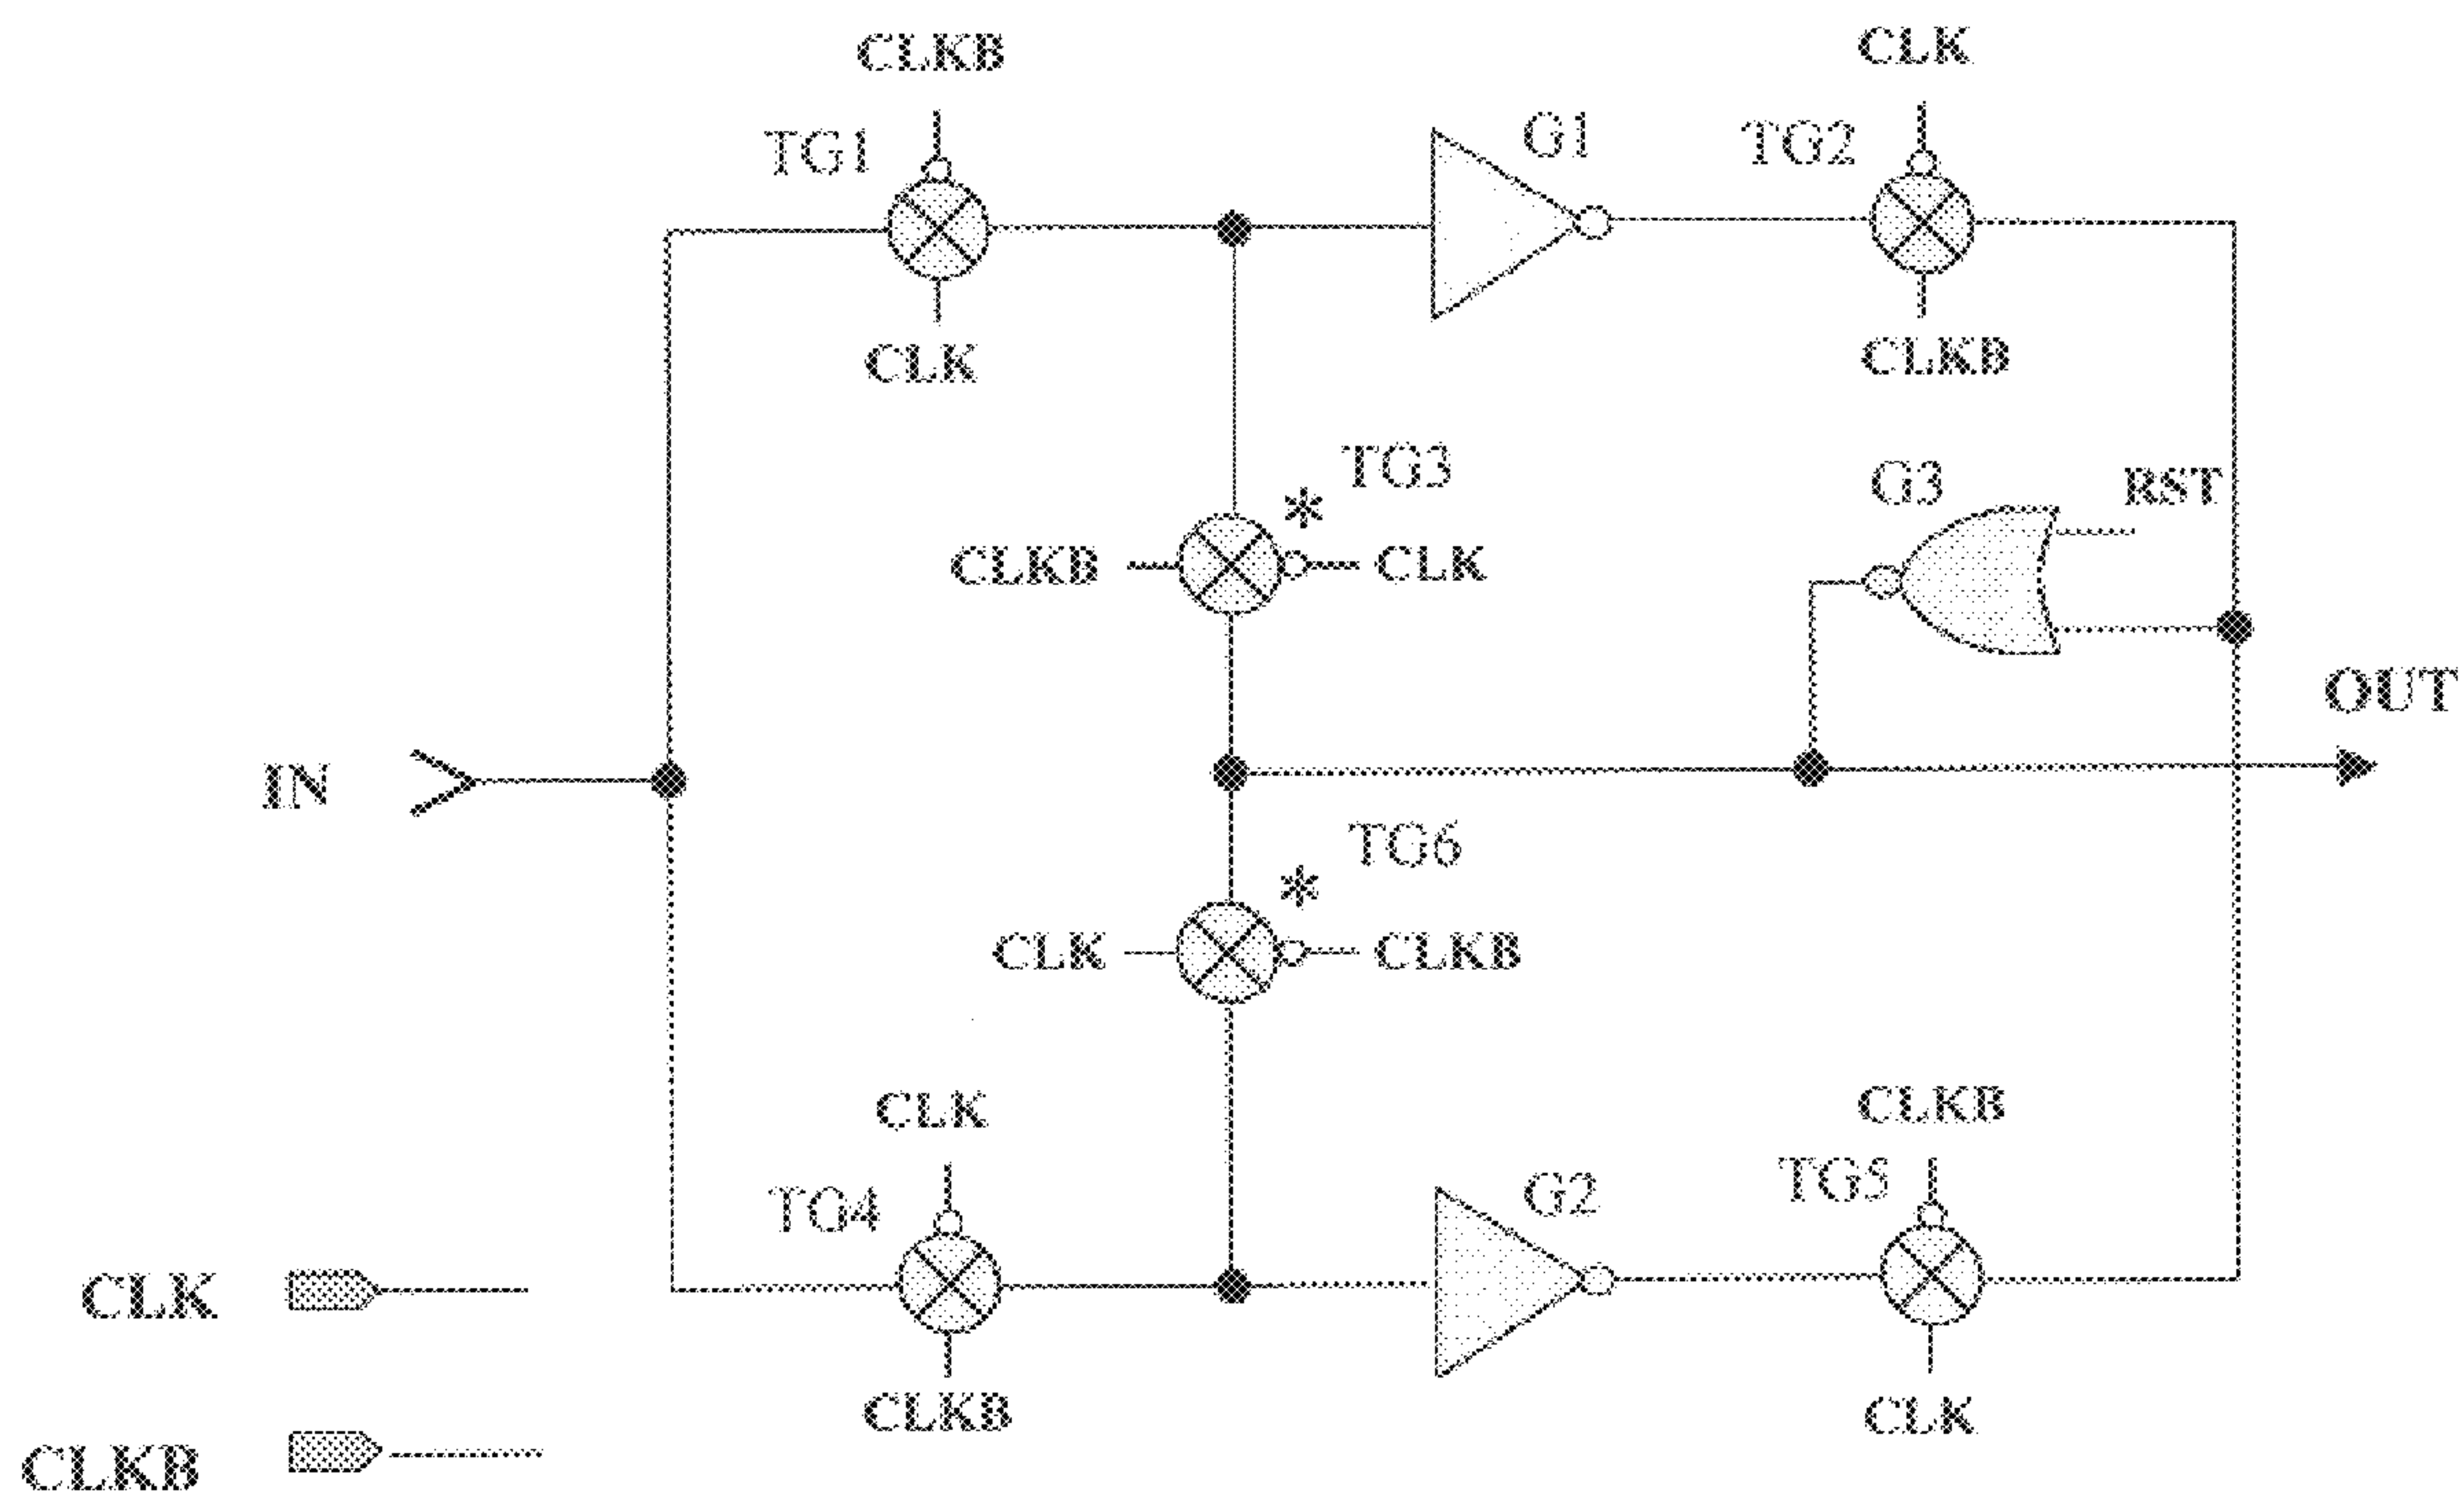 CLKB
CLK
TG1
G1
TG2
CLK
CLKB
TG3
*
G3
RST
CLKB
CLK
OUT
IN
TG6
*
CLK
CLKB
CLK
CLKB
TG4
G2
TG5
CLK
CLKB
CLK
CLKB